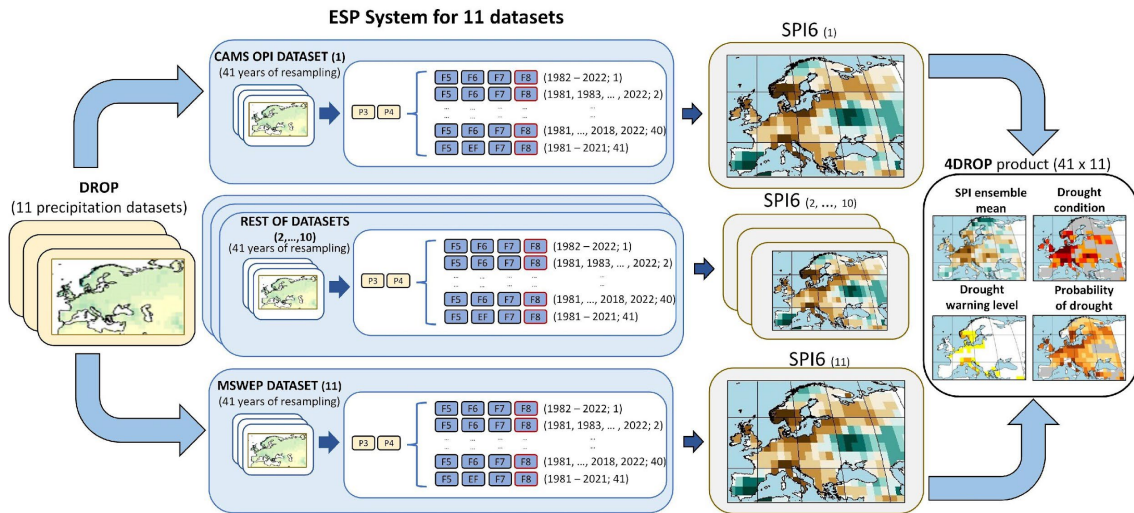 ESP System for 11 datasets
DROP
(11 precipitation datasets)
CAMS OPI DATASET (1)
(41 years of resampling)
P3 P4
F5 F6 F7 F8 (1982 – 2022; 1)
F5 F6 F7 F8 (1981, 1983, ... , 2022; 2)
... ... ... ... ...
F5 F6 F7 F8 (1981, ..., 2018, 2022; 40)
F5 EF F7 F8 (1981 – 2021; 41)
SPI6 (1)
REST OF DATASETS
(2,...,10)
(41 years of resampling)
P3 P4
F5 F6 F7 F8 (1982 – 2022; 1)
F5 F6 F7 F8 (1981, 1983, ... , 2022; 2)
... ... ... ... ...
F5 F6 F7 F8 (1981, ..., 2018, 2022; 40)
F5 EF F7 F8 (1981 – 2021; 41)
SPI6 (2, ..., 10)
MSWEP DATASET (11)
(41 years of resampling)
P3 P4
F5 F6 F7 F8 (1982 – 2022; 1)
F5 F6 F7 F8 (1981, 1983, ... , 2022; 2)
... ... ... ... ...
F5 F6 F7 F8 (1981, ..., 2018, 2022; 40)
F5 EF F7 F8 (1981 – 2021; 41)
SPI6 (11)
4DROP product (41 x 11)
SPI ensemble
mean
Drought
condition
Drought
warning level
Probability
of drought